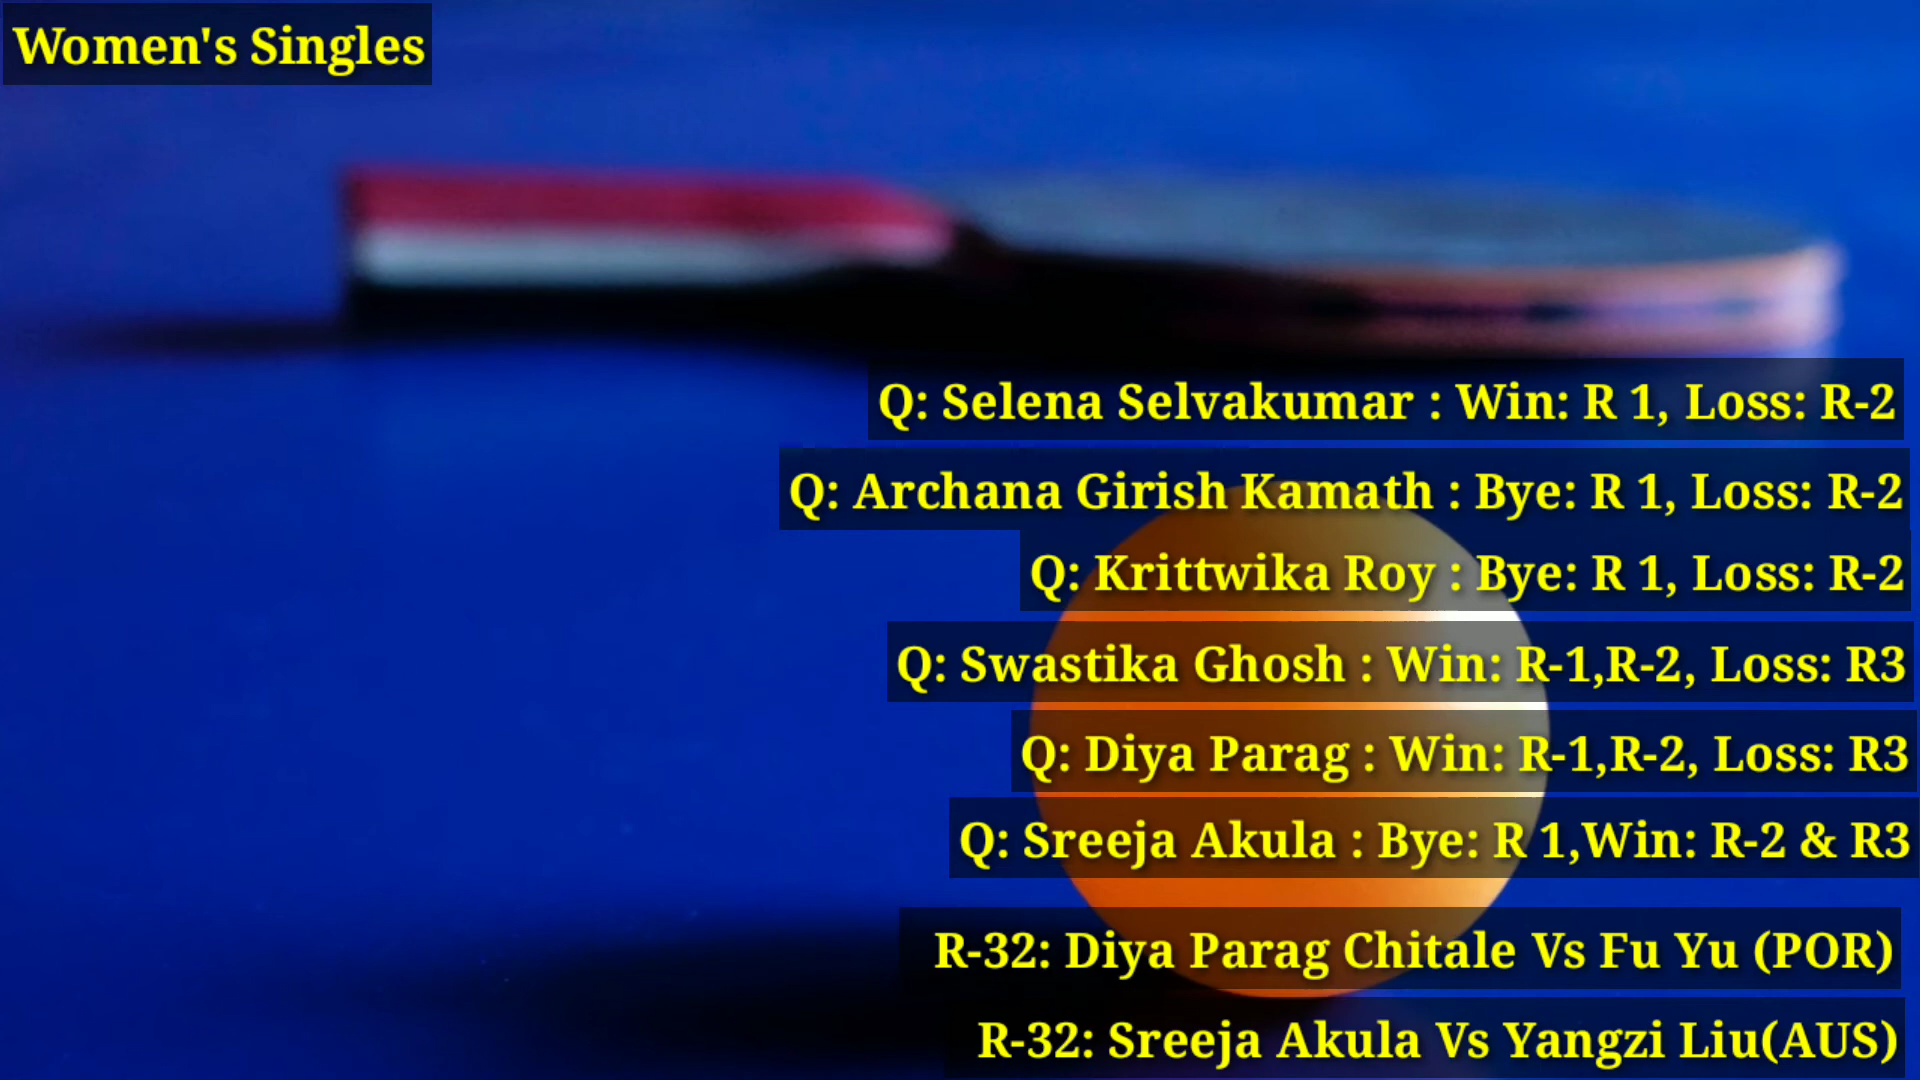 Women's Singles
Q: Selena Selvakumar : Win: R 1, Loss: R-2
Q: Archana Girish Kamath : Bye: R 1, Loss: R-2
Q: Krittwika Roy : Bye: R 1, Loss: R-2
Q: Swastika Ghosh : Win: R-1,R-2, Loss: R3
Q: Diya Parag : Win: R-1,R-2, Loss: R3
Q: Sreeja Akula : Bye: R 1,Win: R-2 & R3
R-32: Diya Parag Chitale Vs Fu Yu (POR)
R-32: Sreeja Akula Vs Yangzi Liu(AUS)